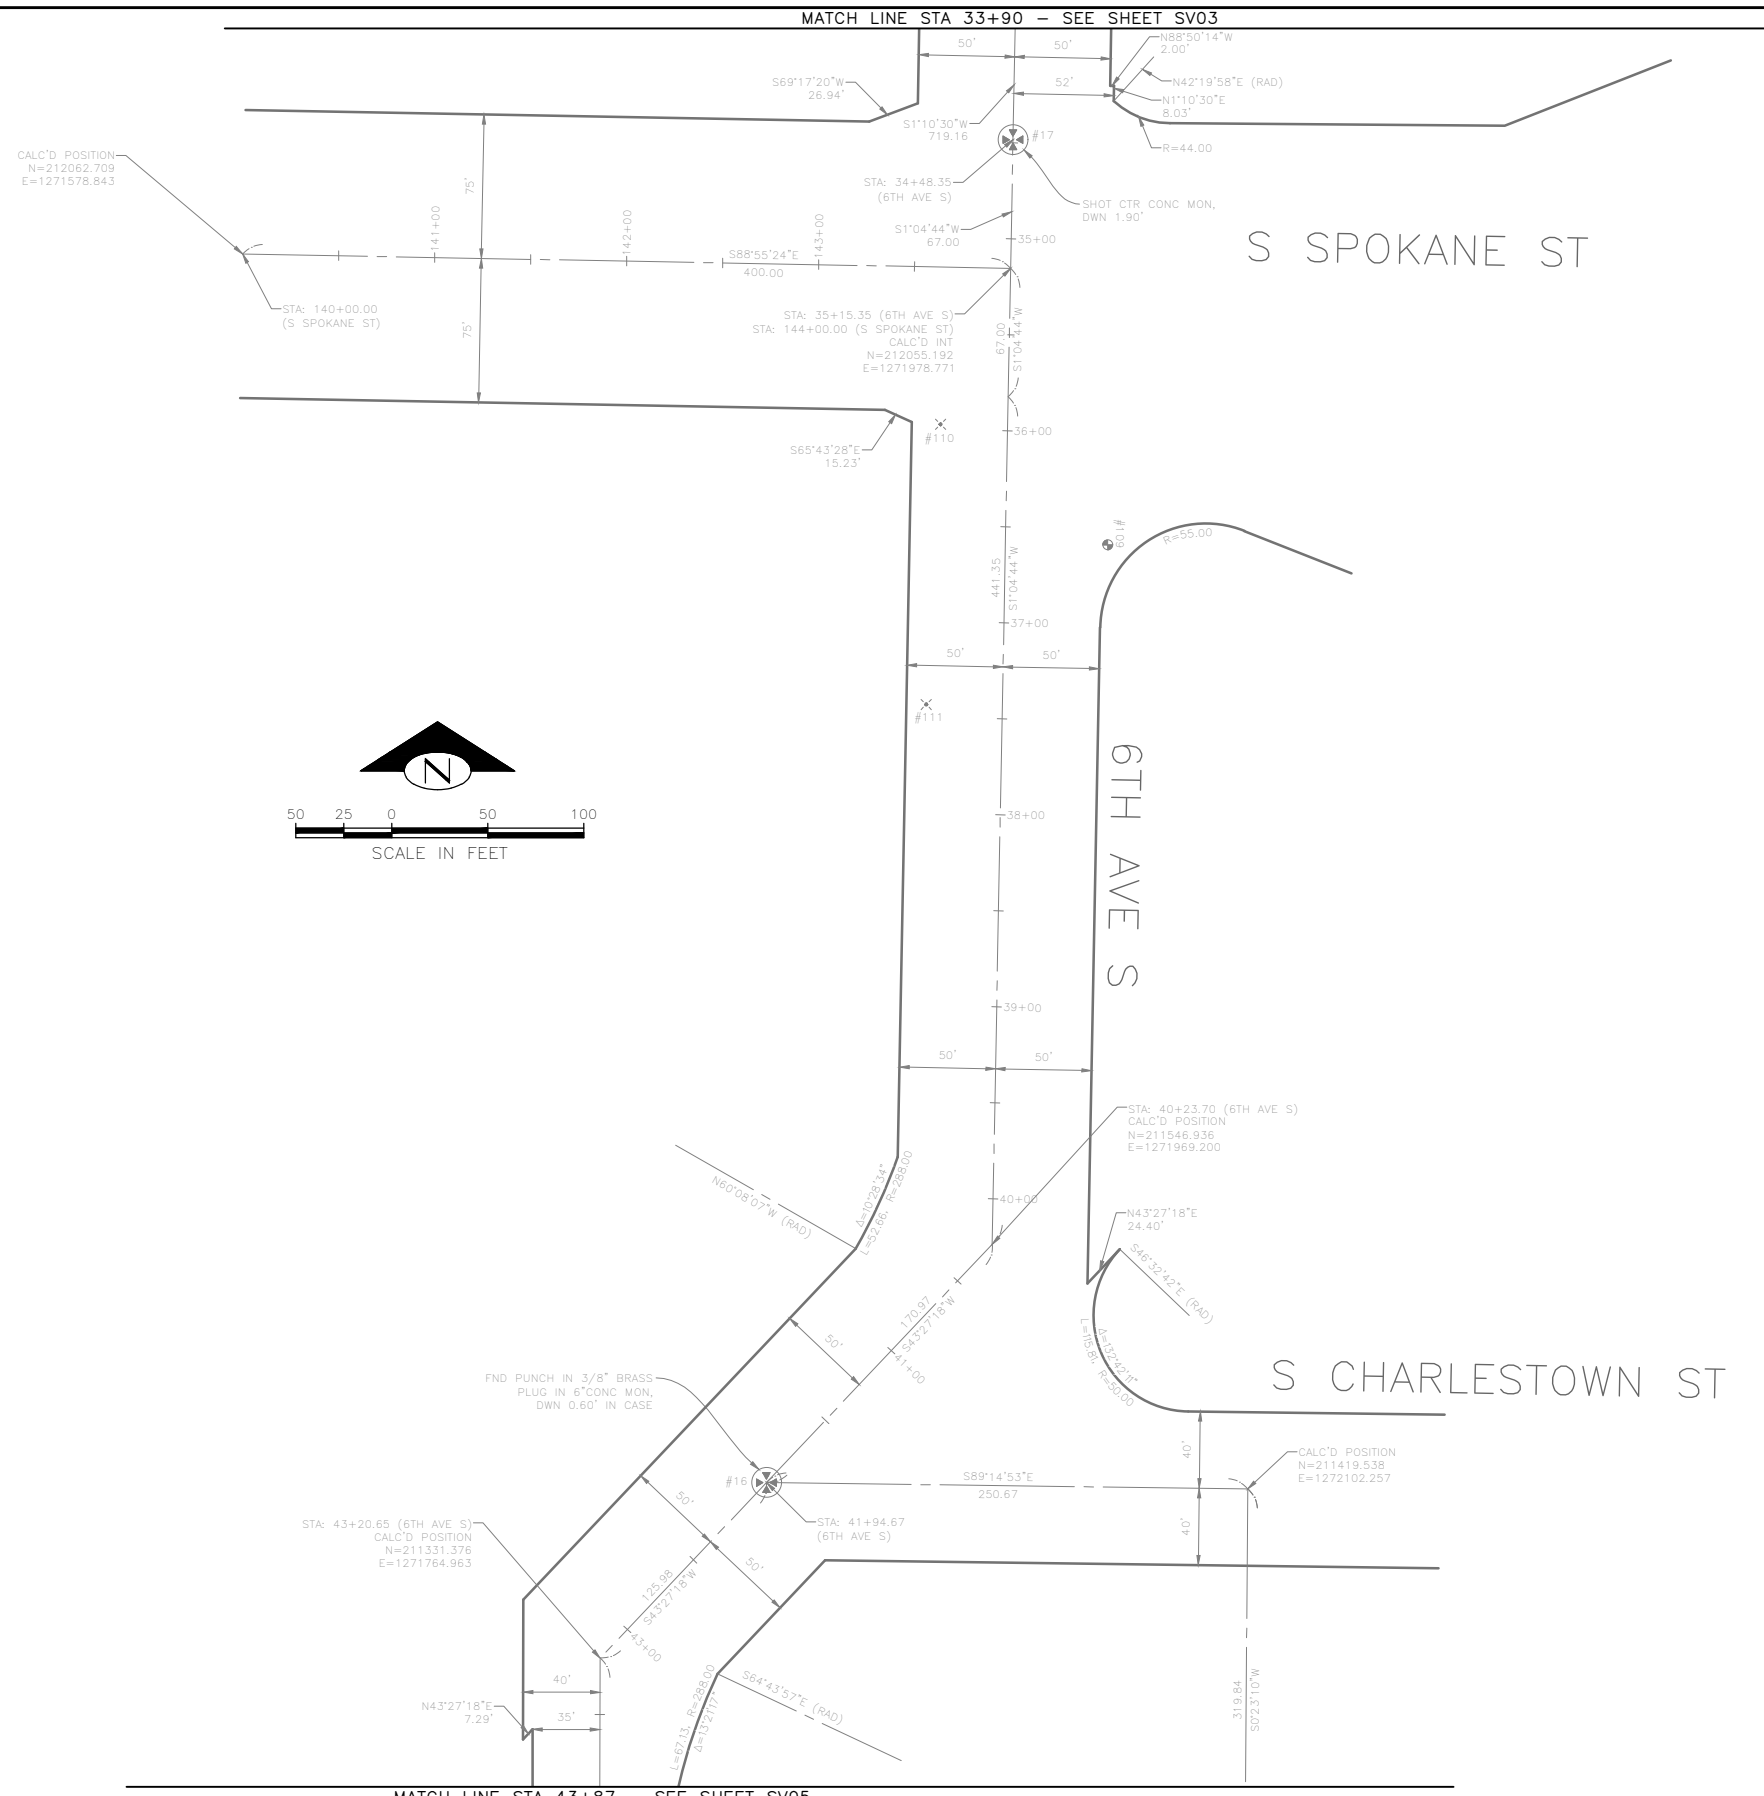 MATCH LINE STA 33+90 - SEE SHEET SV03
50'
50'
N88°50'14"W
2.00'
S69°17'20"W
26.94'
52'
N42°19'58"E (RAD)
N1°10'30"E
8.03'
S1°10'30"W
719.16
#17
R=44.00
CALC'D POSITION
N=212062.709
E=1271578.843
75'
STA: 34+48.35
(6TH AVE S)
SHOT CTR CONC MON,
DWN 1.90'
S1°04'44"W
67.00
35+00
S SPOKANE ST
141+00
142+00
143+00
S88°55'24"E
400.00
STA: 140+00.00
(S SPOKANE ST)
75'
STA: 35+15.35 (6TH AVE S)
STA: 144+00.00 (S SPOKANE ST)
CALC'D INT
N=212055.192
E=1271978.771
67.00
S1°04'44"W
#110
36+00
S65°43'28"E
15.23'
#109
R=55.00
441.35
S1°04'44"W
37+00
50'
50'
#111
N
50 25 0 50 100
SCALE IN FEET
6TH AVE S
38+00
39+00
50'
50'
STA: 40+23.70 (6TH AVE S)
CALC'D POSITION
N=211546.936
E=1271969.200
N60°08'07"W (RAD)
Δ=10°28'34"
L=52.66, R=288.00
40+00
N43°27'18"E
24.40'
S46°32'42"E (RAD)
170.97
S43°27'18"W
50'
41+00
Δ=132°42'11"
L=115.81, R=50.00
S CHARLESTOWN ST
FND PUNCH IN 3/8" BRASS
PLUG IN 6"CONC MON,
DWN 0.60' IN CASE
#16
40'
CALC'D POSITION
N=211419.538
E=1272102.257
S89°14'53"E
250.67
50'
40'
STA: 43+20.65 (6TH AVE S)
CALC'D POSITION
N=211331.376
E=1271764.963
STA: 41+94.67
(6TH AVE S)
50'
125.98
S43°27'18"W
43+00
40'
S64°43'57"E (RAD)
N43°27'18"E
7.29'
35'
L=67.13, R=288.00
Δ=13°21'17"
319.84
S0°23'10"W
MATCH LINE STA 43+87 - SEE SHEET SV05